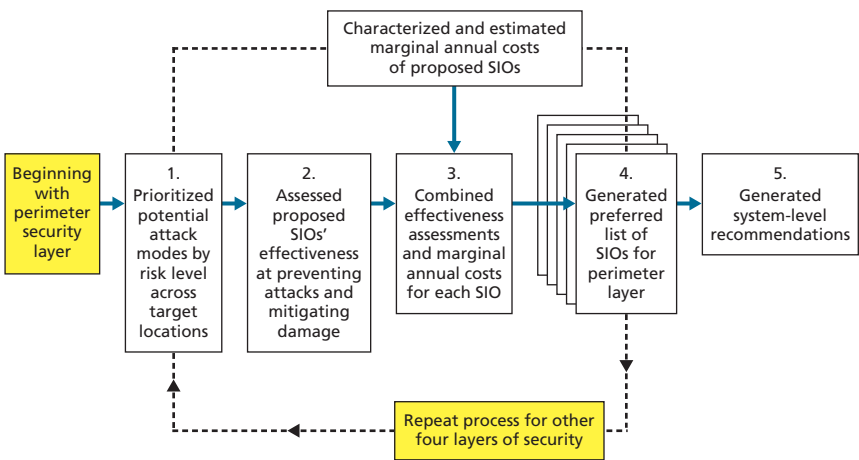 Characterized and estimated
marginal annual costs
of proposed SIOs
Beginning
with
perimeter
security
layer
1.
Prioritized
potential
attack
modes by
risk level
across
target
locations
2.
Assessed
proposed
SIOs’
effectiveness
at preventing
attacks and
mitigating
damage
3.
Combined
effectiveness
assessments
and marginal
annual costs
for each SIO
4.
Generated
preferred
list of
SIOs for
perimeter
layer
5.
Generated
system-level
recommendations
Repeat process for other
four layers of security